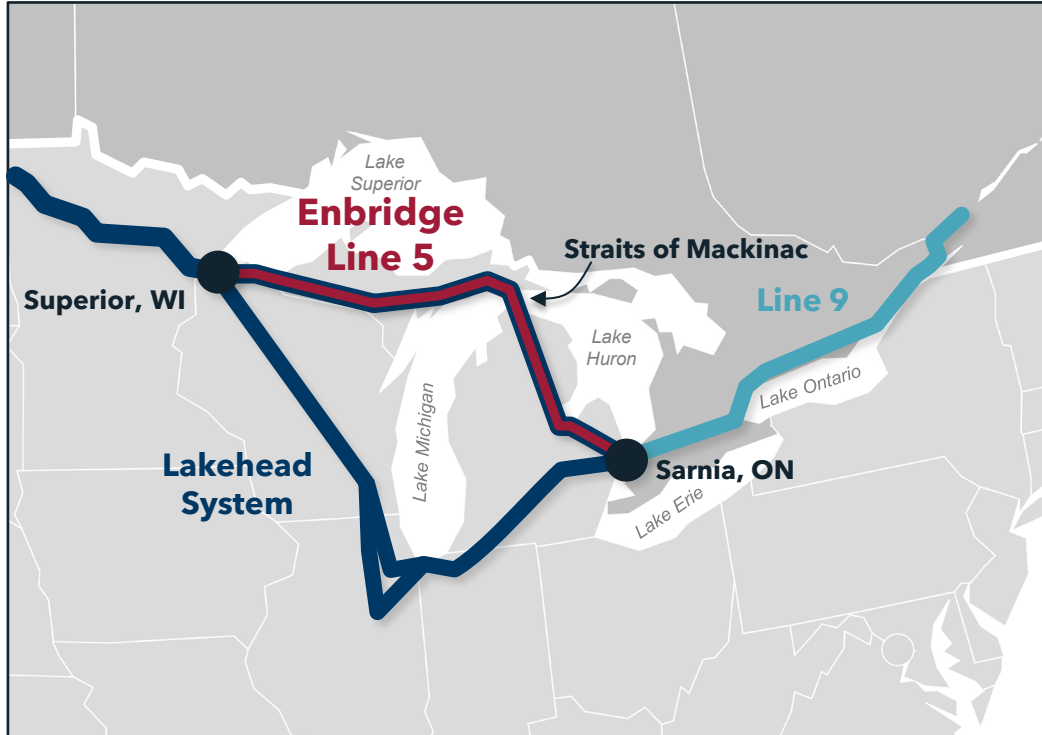 Lake
Superior
Enbridge
Line 5
Straits of Mackinac
Superior, WI
Line 9
Lake
Huron
Lake Ontario
Lake Michigan
Lakehead
System
Sarnia, ON
Lake Erie